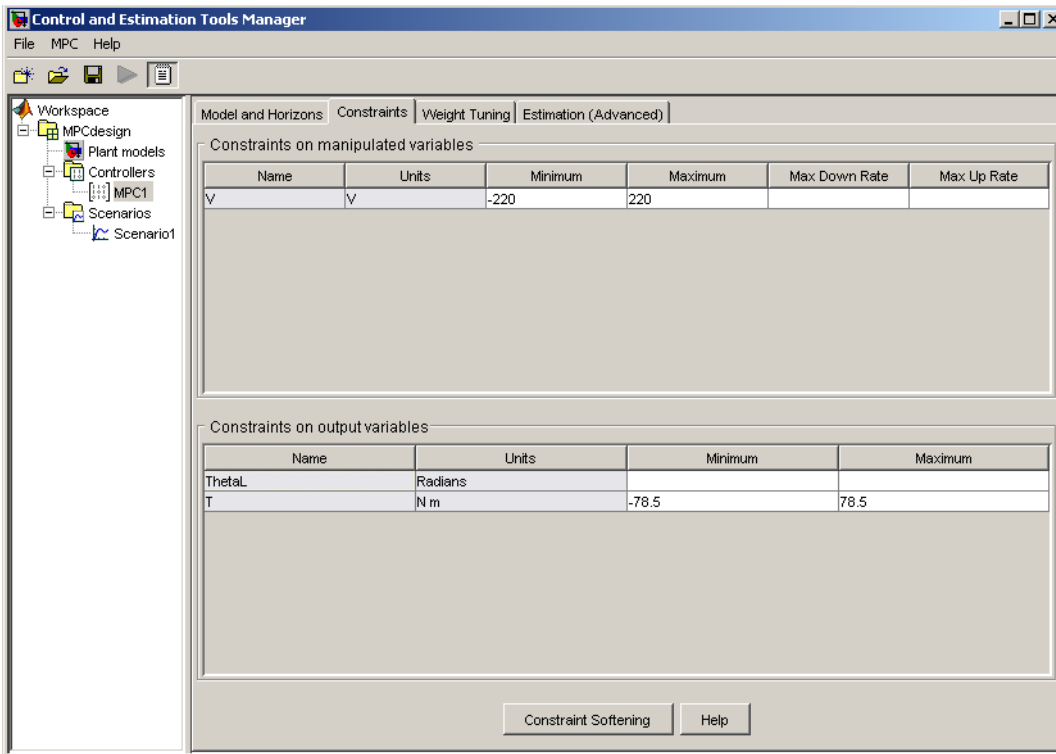 Control and Estimation Tools Manager
File MPC Help
Workspace
MPCdesign
Plant models
Controllers
MPC1
Scenarios
Scenario1
Model and Horizons Constraints Weight Tuning Estimation (Advanced)
Constraints on manipulated variables
Name Units Minimum Maximum Max Down Rate Max Up Rate
V V -220 220
Constraints on output variables
Name Units Minimum Maximum
ThetaL Radians
T N m -78.5 78.5
Constraint Softening Help